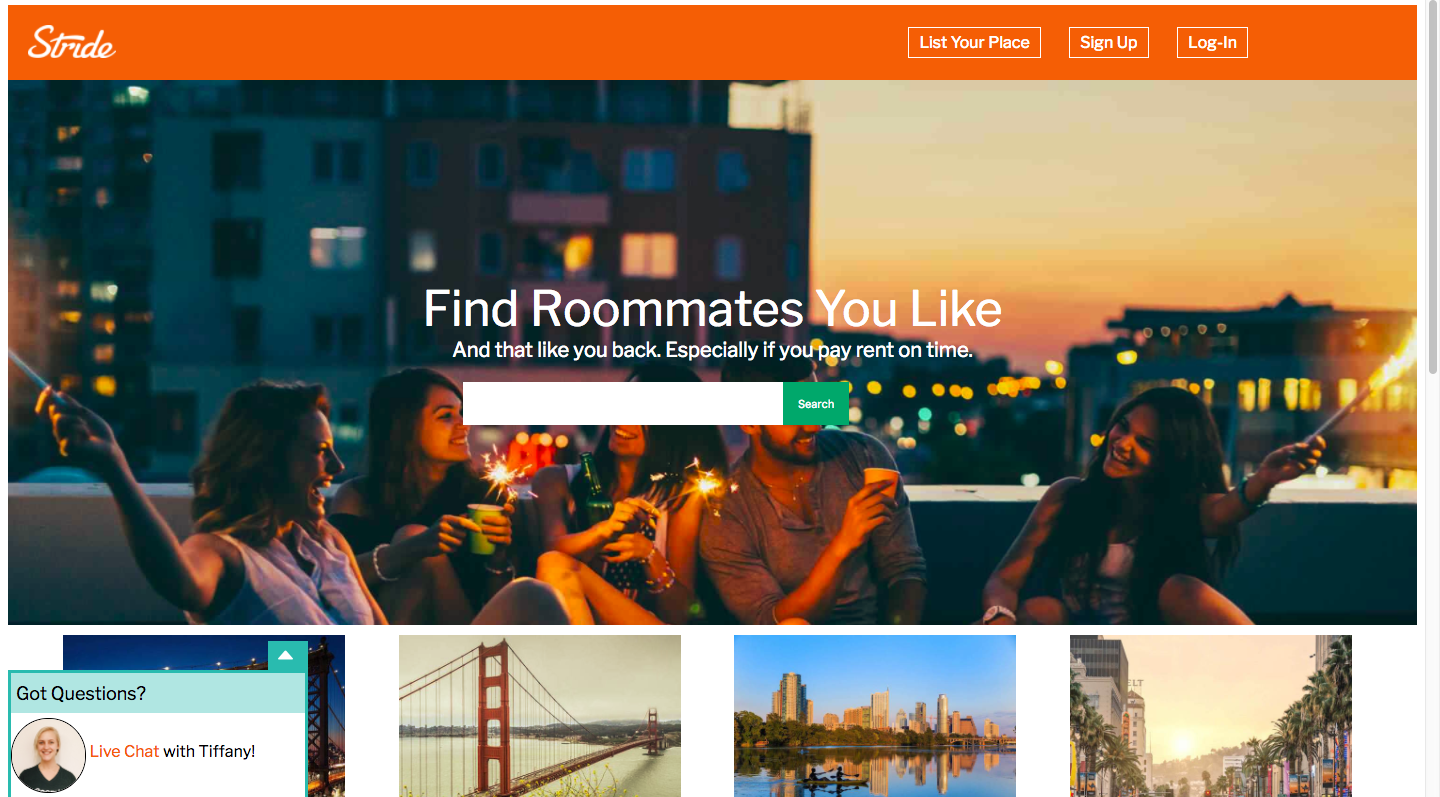 Stride
List Your Place
Sign Up
Log-In
Find Roommates You Like
And that like you back. Especially if you pay rent on time.
Search
Got Questions?
Live Chat with Tiffany!
ELT